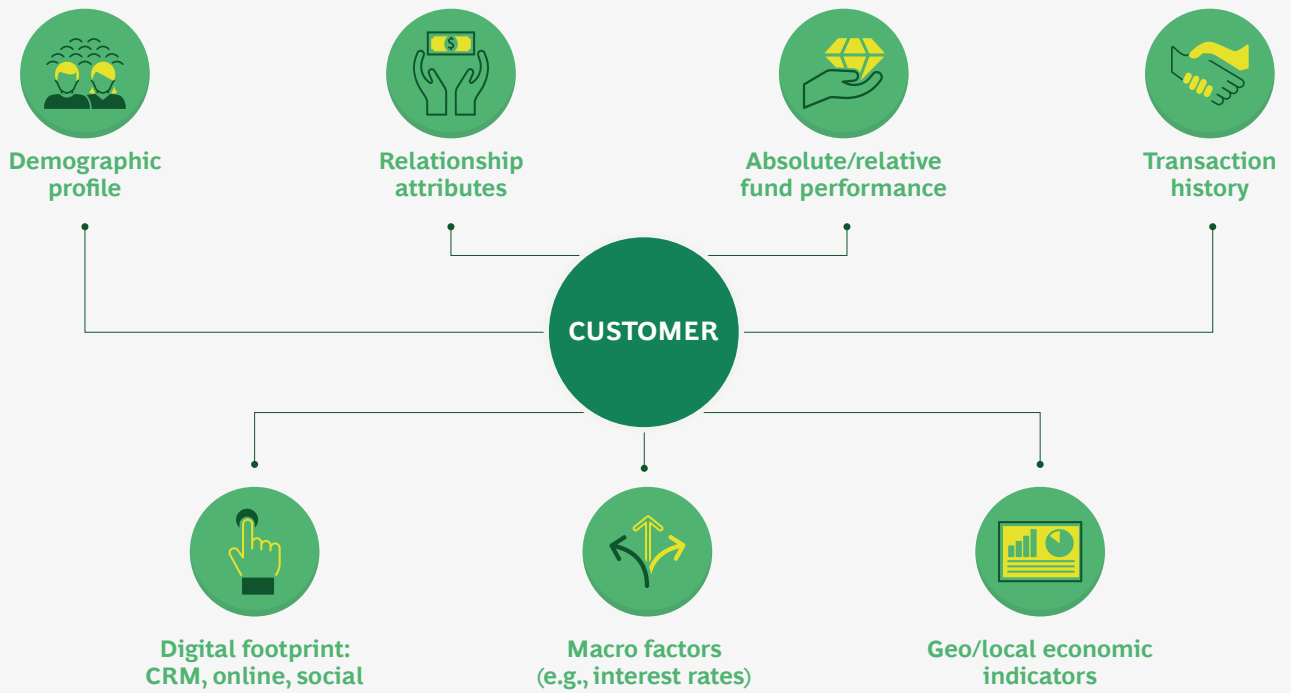 $
Demographic
profile
Relationship
attributes
Absolute/relative
fund performance
Transaction
history
CUSTOMER
Digital footprint:
CRM, online, social
Macro factors
(e.g., interest rates)
Geo/local economic
indicators